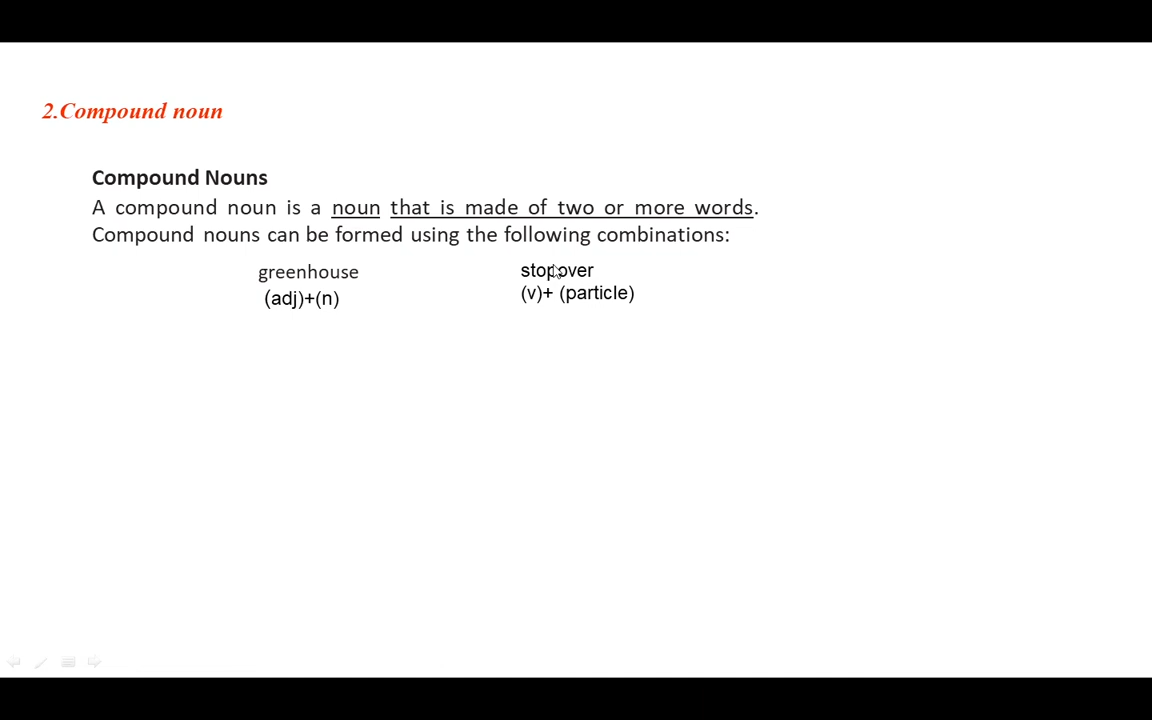 2.Compound noun
Compound Nouns
A compound noun is a noun that is made of two or more words.
Compound nouns can be formed using the following combinations:
greenhouse stopover
(adj)+(n) (v)+ (particle)